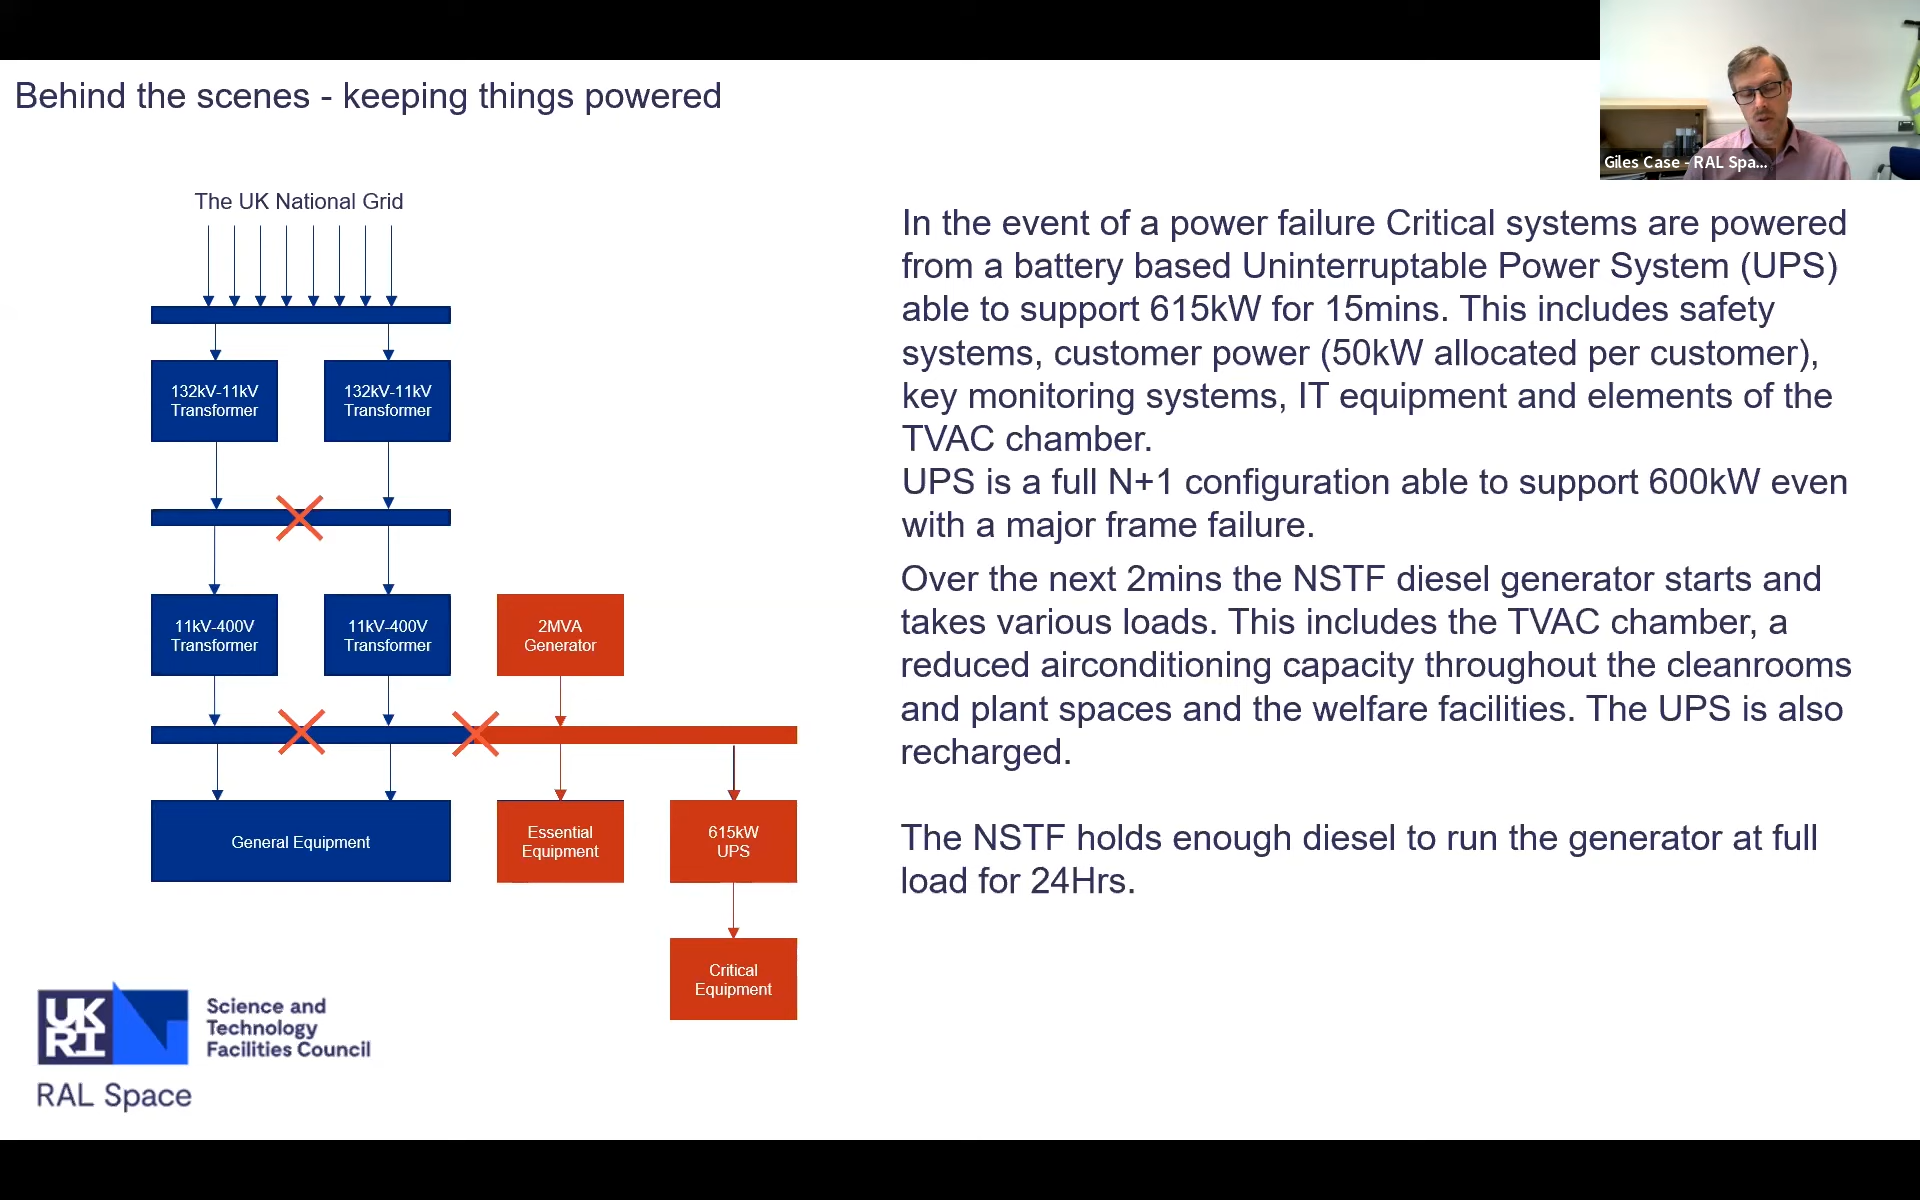 Behind the scenes - keeping things powered
Giles Case - RAL Spa...
The UK National Grid
132kV-11kV
Transformer
132kV-11kV
Transformer
11kV-400V
Transformer
11kV-400V
Transformer
2MVA
Generator
General Equipment
Essential
Equipment
615kW
UPS
Critical
Equipment
In the event of a power failure Critical systems are powered
from a battery based Uninterruptable Power System (UPS)
able to support 615kW for 15mins. This includes safety
systems, customer power (50kW allocated per customer),
key monitoring systems, IT equipment and elements of the
TVAC chamber.
UPS is a full N+1 configuration able to support 600kW even
with a major frame failure.
Over the next 2mins the NSTF diesel generator starts and
takes various loads. This includes the TVAC chamber, a
reduced airconditioning capacity throughout the cleanrooms
and plant spaces and the welfare facilities. The UPS is also
recharged.
The NSTF holds enough diesel to run the generator at full
load for 24Hrs.
UK
RI
Science and
Technology
Facilities Council
RAL Space